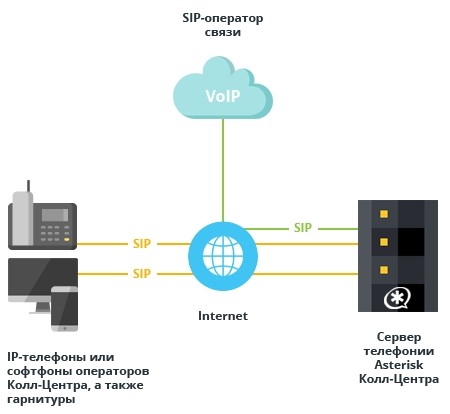 SIP-оператор
связи
VoIP
SIP
SIP
SIP
Internet
IP-телефоны или
софтфоны операторов
Колл-Центра, а также
гарнитуры
Сервер
телефонии
Asterisk
Колл-Центра